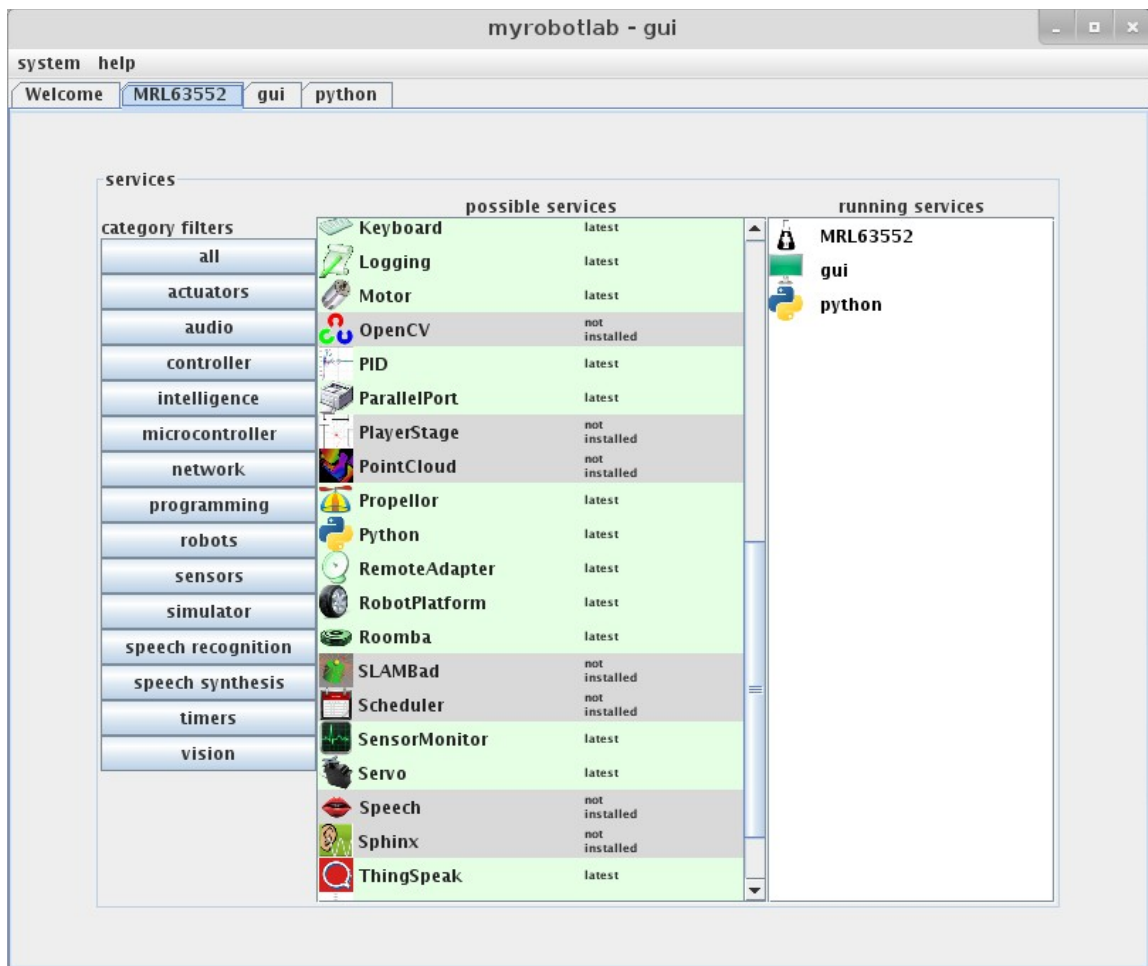 myrobotlab - gui
system help
Welcome MRL63552 gui python
services
category filters
all
actuators
audio
controller
intelligence
microcontroller
network
programming
robots
sensors
simulator
speech recognition
speech synthesis
timers
vision
possible services
Keyboard latest
Logging latest
Motor latest
OpenCV not installed
PID latest
ParallelPort latest
PlayerStage not installed
PointCloud not installed
Propellor latest
Python latest
RemoteAdapter latest
RobotPlatform latest
Roomba latest
SLAMBad not installed
Scheduler not installed
SensorMonitor latest
Servo latest
Speech not installed
Sphinx not installed
ThingSpeak latest
running services
MRL63552
gui
python